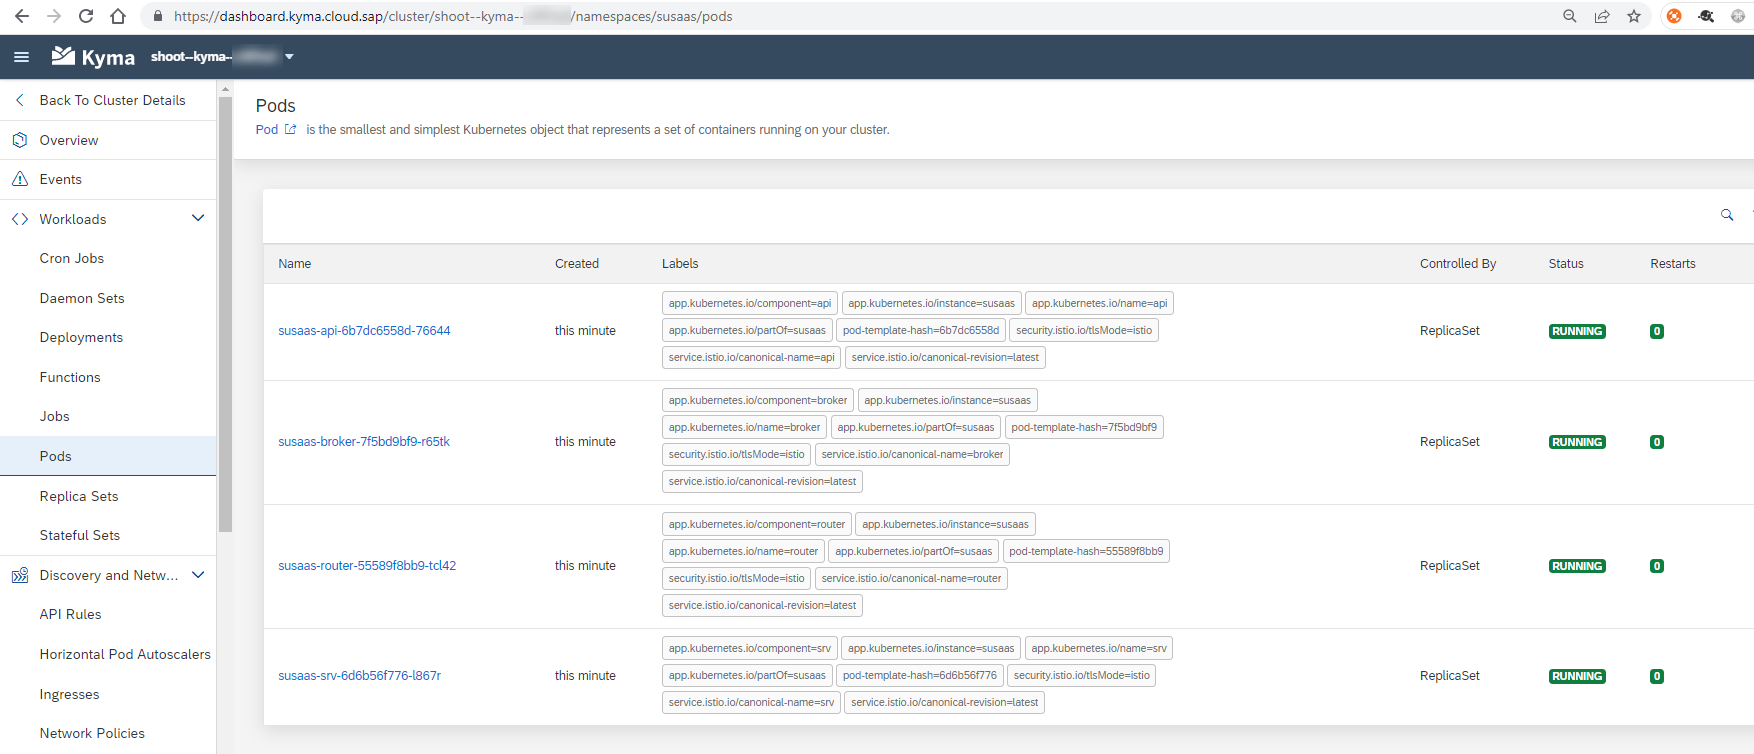 https://dashboard.kyma.cloud.sap/cluster/shoot--kyma-- /namespaces/susaas/pods
Kyma shoot--kyma--
Back To Cluster Details
Overview
Events
Workloads
Cron Jobs
Daemon Sets
Deployments
Functions
Jobs
Pods
Replica Sets
Stateful Sets
Discovery and Netw...
API Rules
Horizontal Pod Autoscalers
Ingresses
Network Policies
Pods
Pod is the smallest and simplest Kubernetes object that represents a set of containers running on your cluster.
Name Created Labels Controlled By Status Restarts
app.kubernetes.io/component=api app.kubernetes.io/instance=susaas app.kubernetes.io/name=api
susaas-api-6b7dc6558d-76644 this minute app.kubernetes.io/partOf=susaas pod-template-hash=6b7dc6558d security.istio.io/tlsMode=istio ReplicaSet RUNNING 0
service.istio.io/canonical-name=api service.istio.io/canonical-revision=latest
app.kubernetes.io/component=broker app.kubernetes.io/instance=susaas
app.kubernetes.io/name=broker app.kubernetes.io/partOf=susaas pod-template-hash=7f5bd9bf9
susaas-broker-7f5bd9bf9-r65tk this minute ReplicaSet RUNNING 0
security.istio.io/tlsMode=istio service.istio.io/canonical-name=broker
service.istio.io/canonical-revision=latest
app.kubernetes.io/component=router app.kubernetes.io/instance=susaas
app.kubernetes.io/name=router app.kubernetes.io/partOf=susaas pod-template-hash=55589f8bb9
susaas-router-55589f8bb9-tcl42 this minute ReplicaSet RUNNING 0
security.istio.io/tlsMode=istio service.istio.io/canonical-name=router
service.istio.io/canonical-revision=latest
app.kubernetes.io/component=srv app.kubernetes.io/instance=susaas app.kubernetes.io/name=srv
susaas-srv-6d6b56f776-l867r this minute app.kubernetes.io/partOf=susaas pod-template-hash=6d6b56f776 security.istio.io/tlsMode=istio ReplicaSet RUNNING 0
service.istio.io/canonical-name=srv service.istio.io/canonical-revision=latest